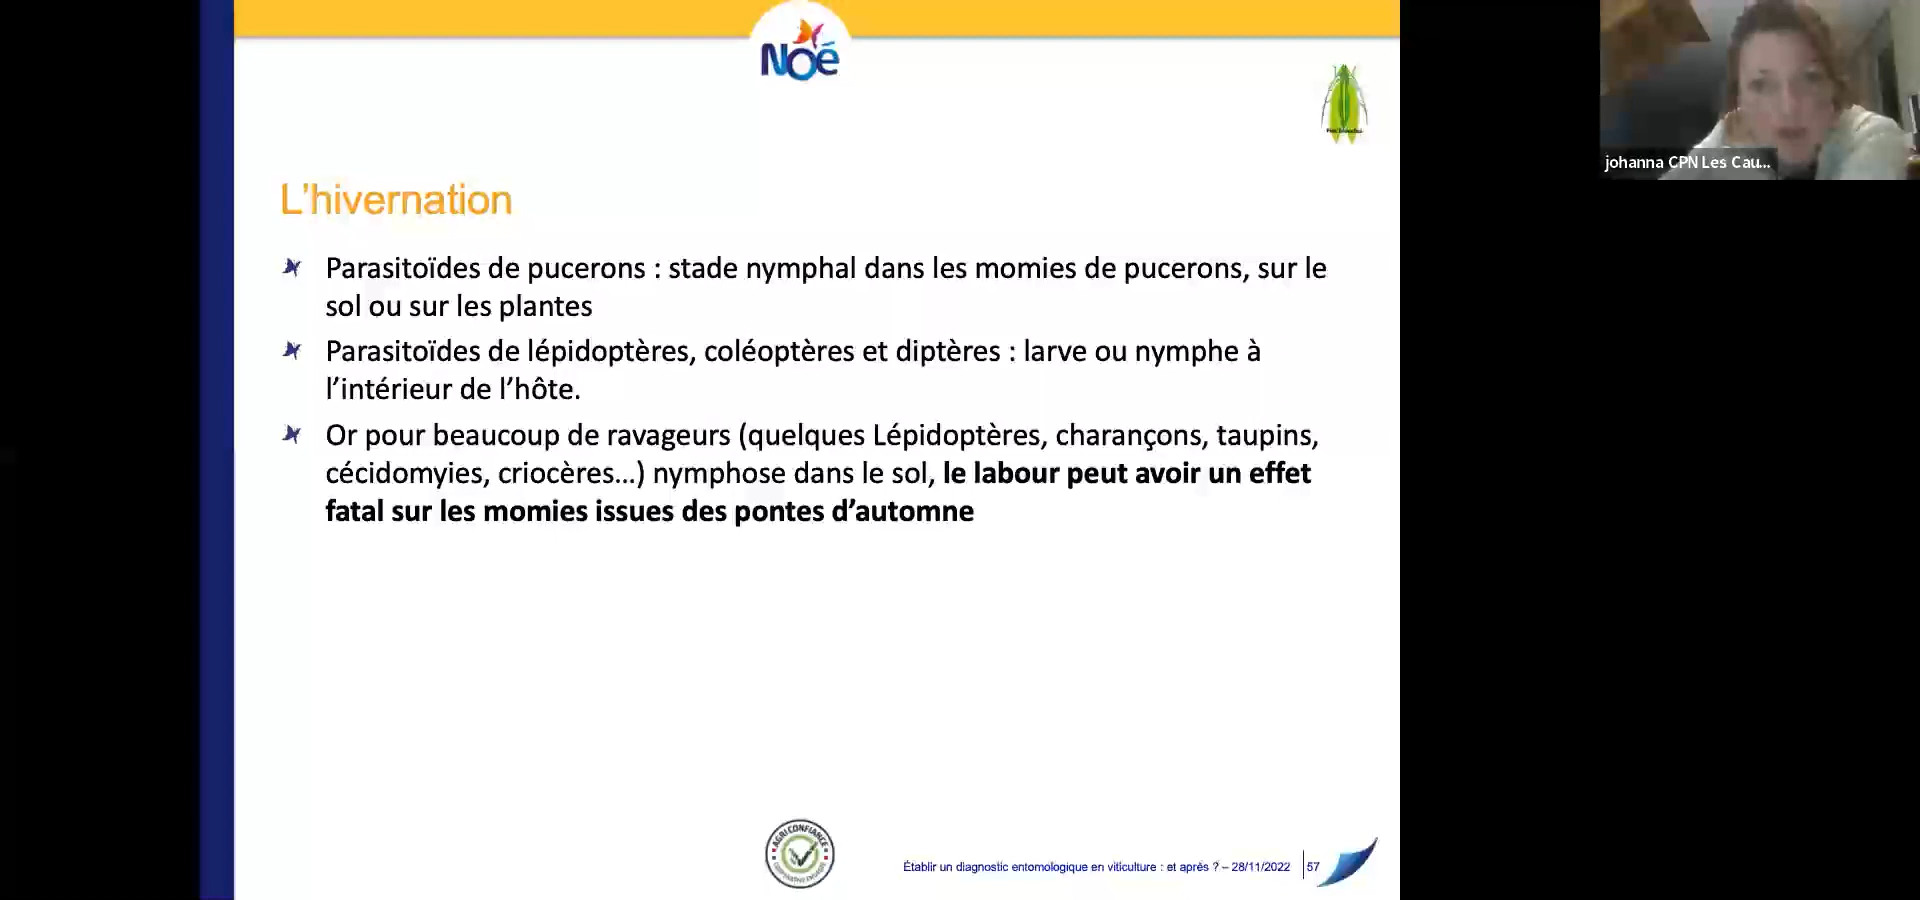 Noé
johanna CPN Les Cau...
L'hivernation
Parasitoïdes de pucerons : stade nymphal dans les momies de pucerons, sur le
sol ou sur les plantes
Parasitoïdes de lépidoptères, coléoptères et diptères : larve ou nymphe à
l'intérieur de l'hôte.
Or pour beaucoup de ravageurs (quelques Lépidoptères, charançons, taupins,
cécidomyies, criocères...) nymphose dans le sol, le labour peut avoir un effet
fatal sur les momies issues des pontes d'automne
AGRI CONFIANCE
Établir un diagnostic entomologique en viticulture : et après ? – 28/11/2022
57